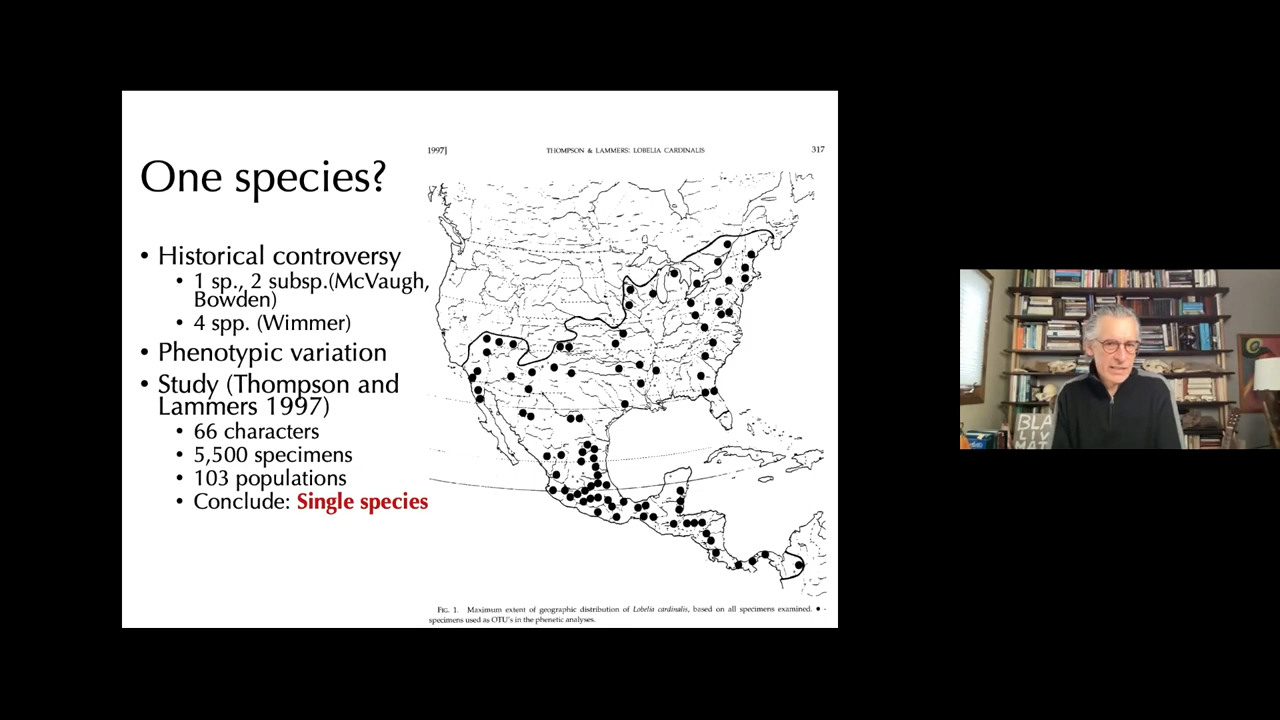 1997]
THOMPSON & LAMMERS: LOBELIA CARDINALIS
317
One species?
• Historical controversy
• 1 sp., 2 subsp.(McVaugh,
Bowden)
• 4 spp. (Wimmer)
• Phenotypic variation
• Study (Thompson and
Lammers 1997)
• 66 characters
• 5,500 specimens
• 103 populations
• Conclude: Single species
FIG. 1. Maximum extent of geographic distribution of Lobelia cardinalis, based on all specimens examined. ● -
specimens used as OTU's in the phenetic analyses.
BLA
LIV
MAT